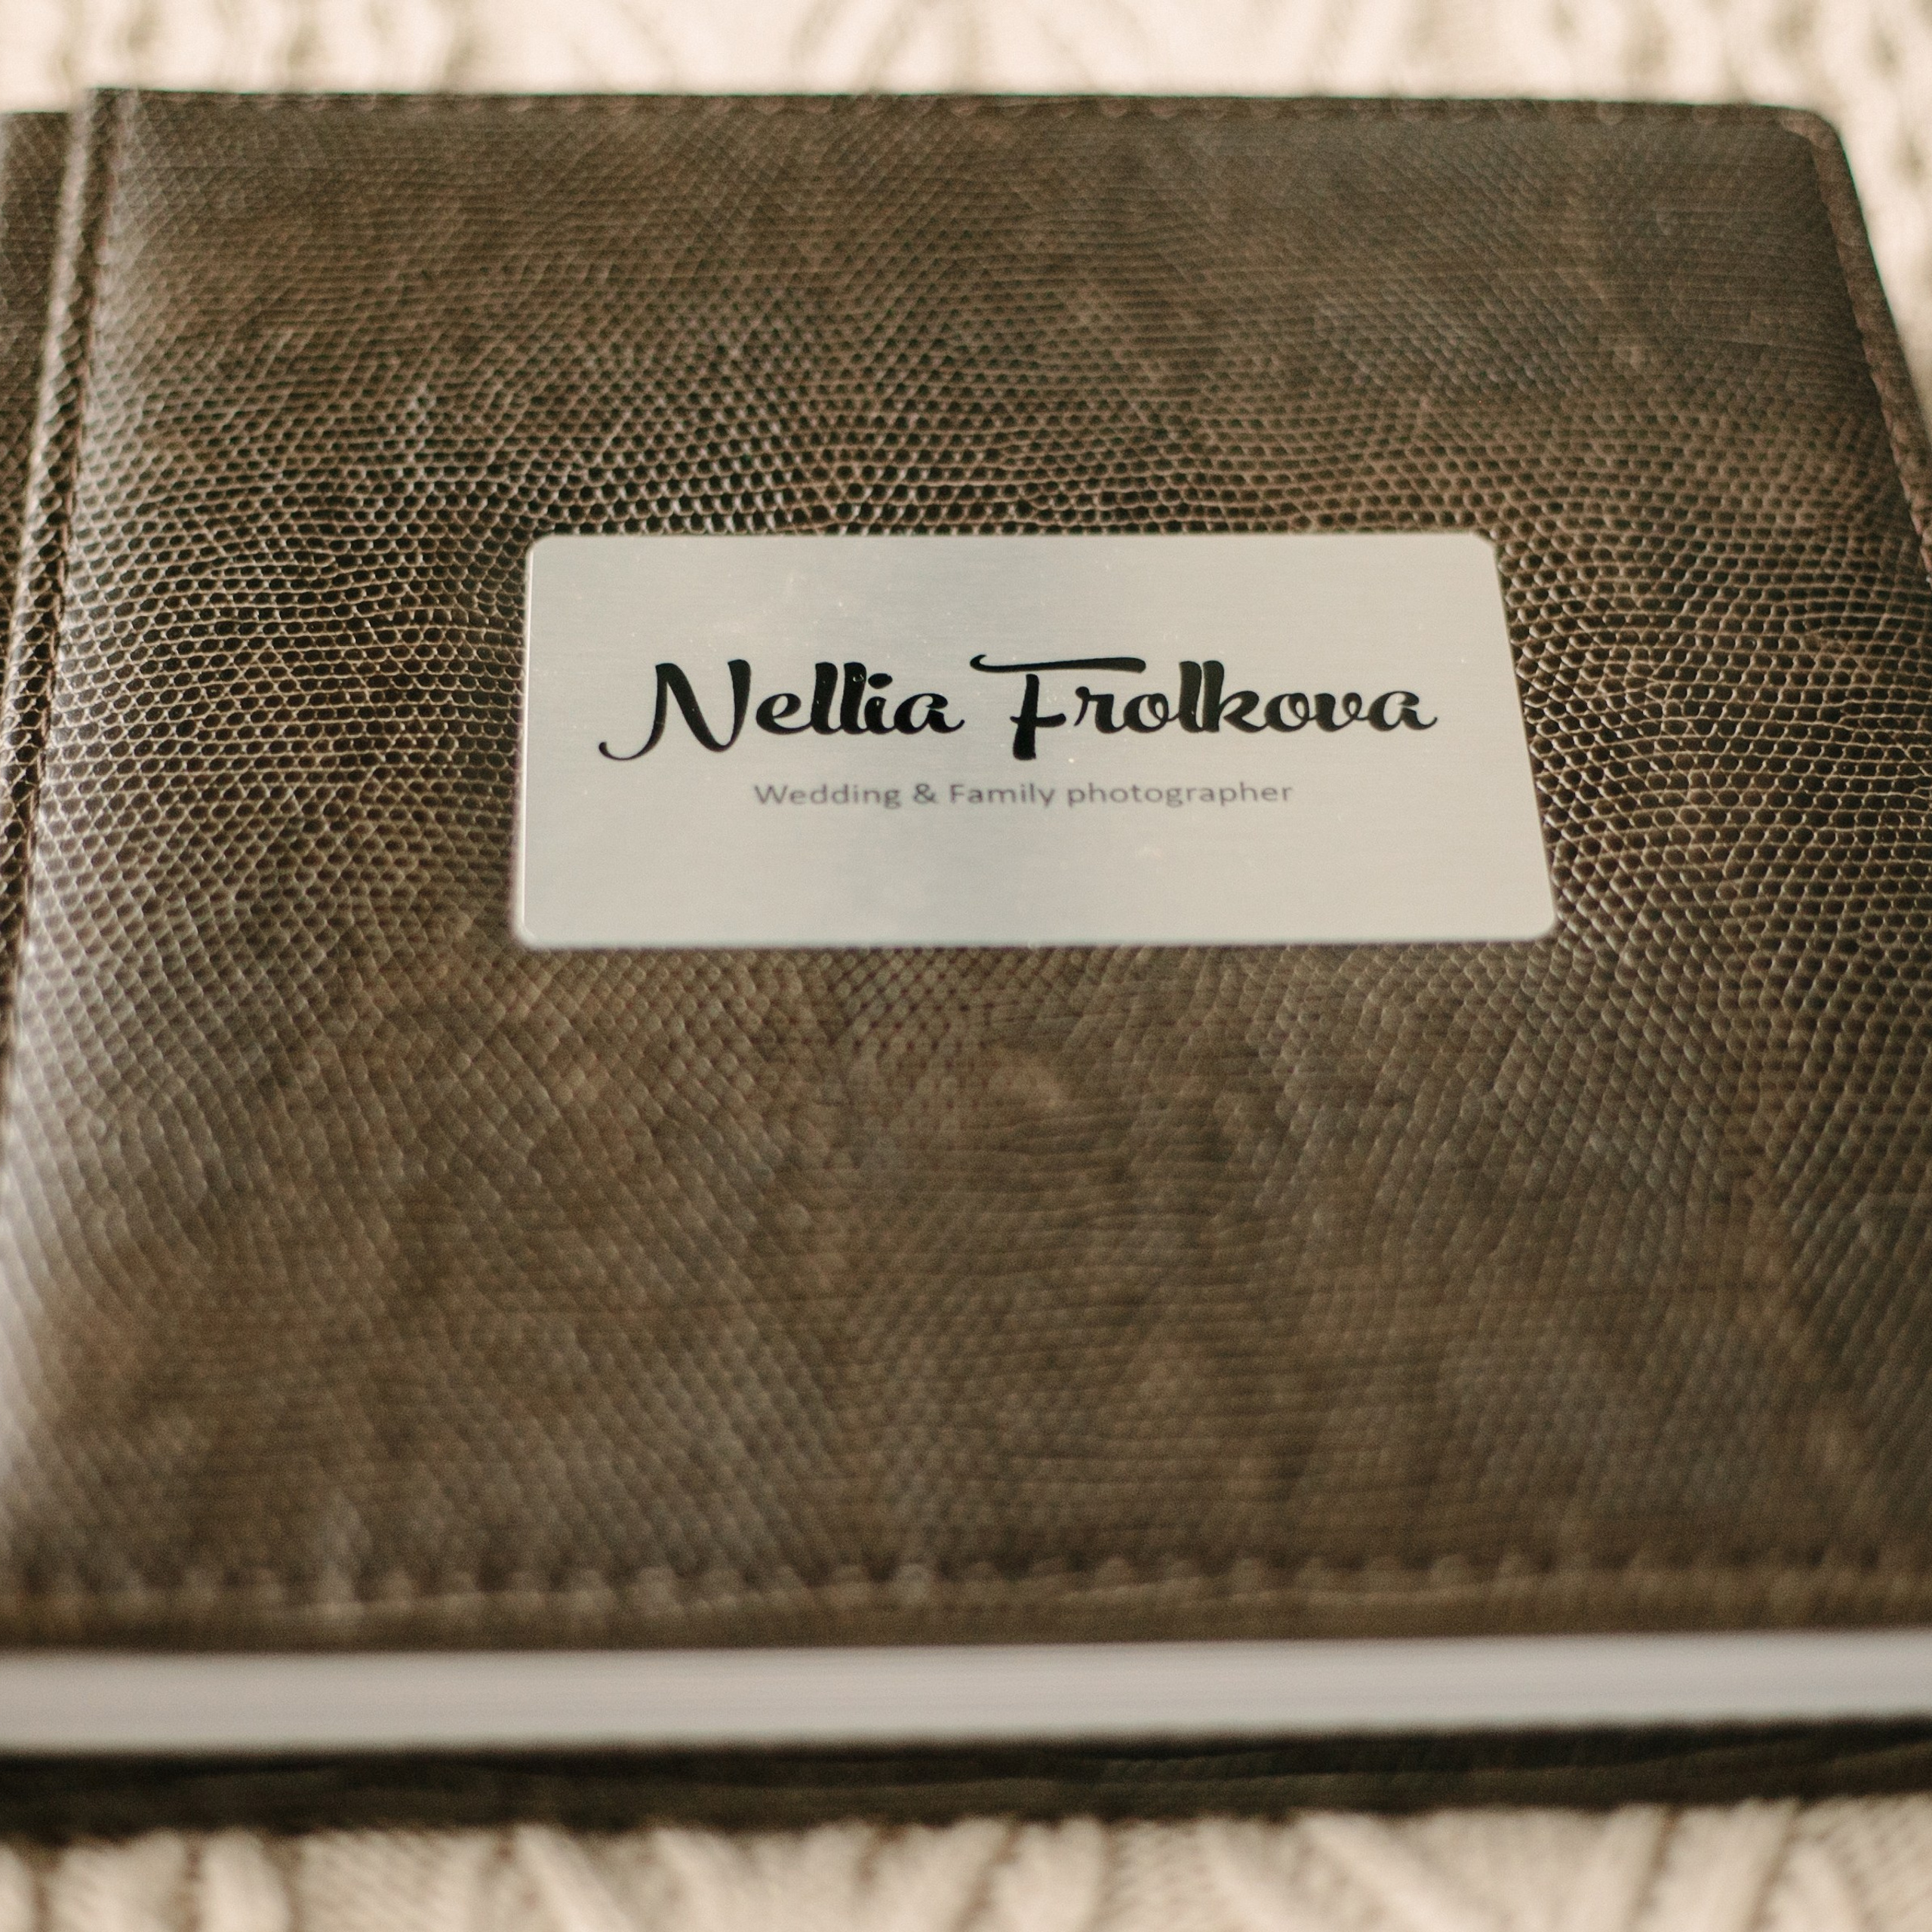 Nellia Frolkova
Wedding & Family photographer